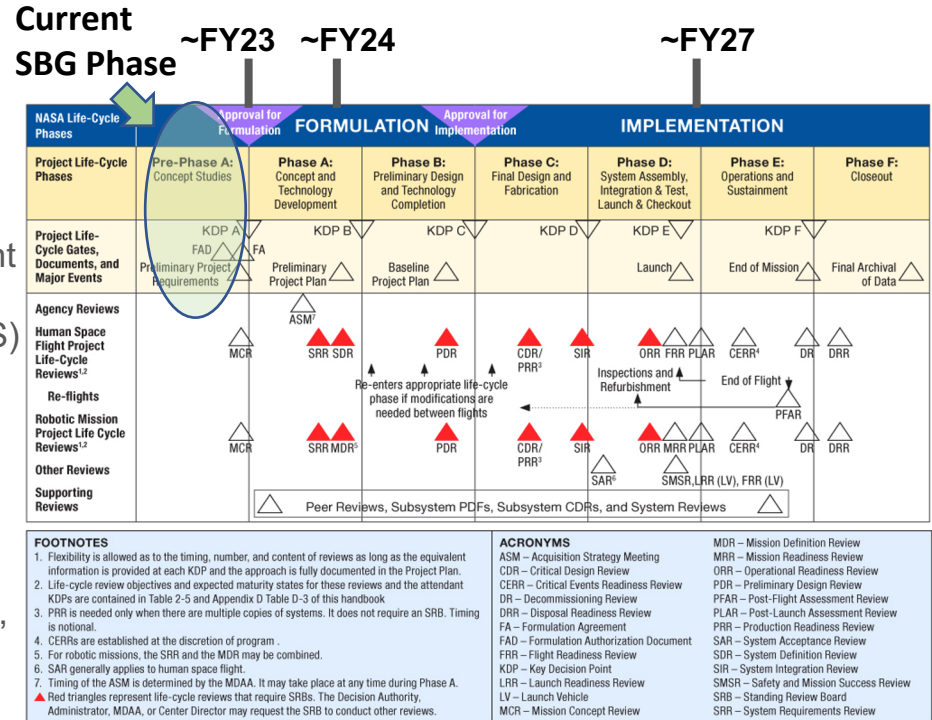 Current
SBG Phase
~FY23 ~FY24 ~FY27
NASA Life-Cycle
Phases
Approval for
Formulation
FORMULATION
Approval for
Implementation
IMPLEMENTATION
Project Life-Cycle
Phases
Pre-Phase A:
Concept Studies
Phase A:
Concept and
Technology
Development
Phase B:
Preliminary Design
and Technology
Completion
Phase C:
Final Design and
Fabrication
Phase D:
System Assembly,
Integration & Test,
Launch & Checkout
Phase E:
Operations and
Sustainment
Phase F:
Closeout
Project Life-
Cycle Gates,
Documents, and
Major Events
KDP A KDP B KDP C KDP D KDP E KDP F
FAD FA
Preliminary Project
Requirements
Preliminary
Project Plan
Baseline
Project Plan
Launch
End of Mission
Final Archival
of Data
Agency Reviews
ASM7
Human Space
Flight Project
Life-Cycle
Reviews1,2
MCR SRR SDR PDR CDR/ SIR ORR FRR PLAR CERR4 DR DRR
PRR3
Re-flights
Re-enters appropriate life-cycle
phase if modifications are
needed between flights
Inspections and
Refurbishment
End of Flight
PFAR
Robotic Mission
Project Life Cycle
Reviews1,2
MCR SRR MDR5 PDR CDR/ SIR ORR MRR PLAR CERR4 DR DRR
PRR3
Other Reviews
SAR6 SMSR,LRR (LV), FRR (LV)
Supporting
Reviews
Peer Reviews, Subsystem PDFs, Subsystem CDRs, and System Reviews
nt
S)
,
FOOTNOTES
1. Flexibility is allowed as to the timing, number, and content of reviews as long as the equivalent
information is provided at each KDP and the approach is fully documented in the Project Plan.
2. Life-cycle review objectives and expected maturity states for these reviews and the attendant
KDPs are contained in Table 2-5 and Appendix D Table D-3 of this handbook
3. PRR is needed only when there are multiple copies of systems. It does not require an SRB. Timing
is notional.
4. CERRs are established at the discretion of program .
5. For robotic missions, the SRR and the MDR may be combined.
6. SAR generally applies to human space flight.
7. Timing of the ASM is determined by the MDAA. It may take place at any time during Phase A.
Red triangles represent life-cycle reviews that require SRBs. The Decision Authority,
Administrator, MDAA, or Center Director may request the SRB to conduct other reviews.
ACRONYMS
ASM – Acquisition Strategy Meeting
CDR – Critical Design Review
CERR – Critical Events Readiness Review
DR – Decommissioning Review
DRR – Disposal Readiness Review
FA – Formulation Agreement
FAD – Formulation Authorization Document
FRR – Flight Readiness Review
KDP – Key Decision Point
LRR – Launch Readiness Review
LV – Launch Vehicle
MCR – Mission Concept Review
MDR – Mission Definition Review
MRR – Mission Readiness Review
ORR – Operational Readiness Review
PDR – Preliminary Design Review
PFAR – Post-Flight Assessment Review
PLAR – Post-Launch Assessment Review
PRR – Production Readiness Review
SAR – System Acceptance Review
SDR – System Definition Review
SIR – System Integration Review
SMSR – Safety and Mission Success Review
SRB – Standing Review Board
SRR – System Requirements Review